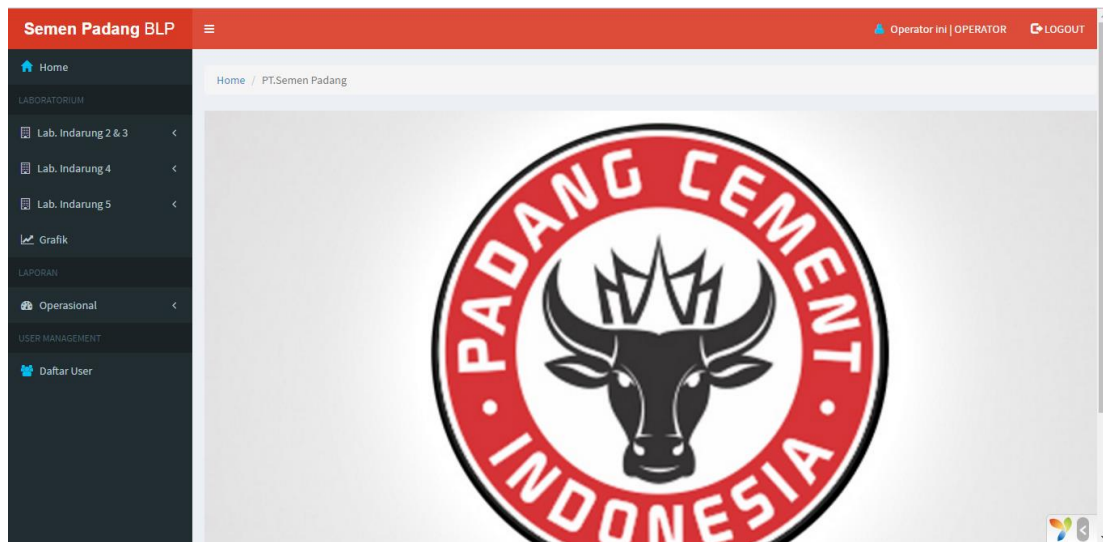 Semen Padang BLP
Operator ini | OPERATOR
LOGOUT
Home
Home / PT.Semen Padang
LABORATORIUM
Lab. Indarung 2 & 3
Lab. Indarung 4
Lab. Indarung 5
Grafik
LAPORAN
Operasional
USER MANAGEMENT
Daftar User
PADANG CEMENT
INDONESIA